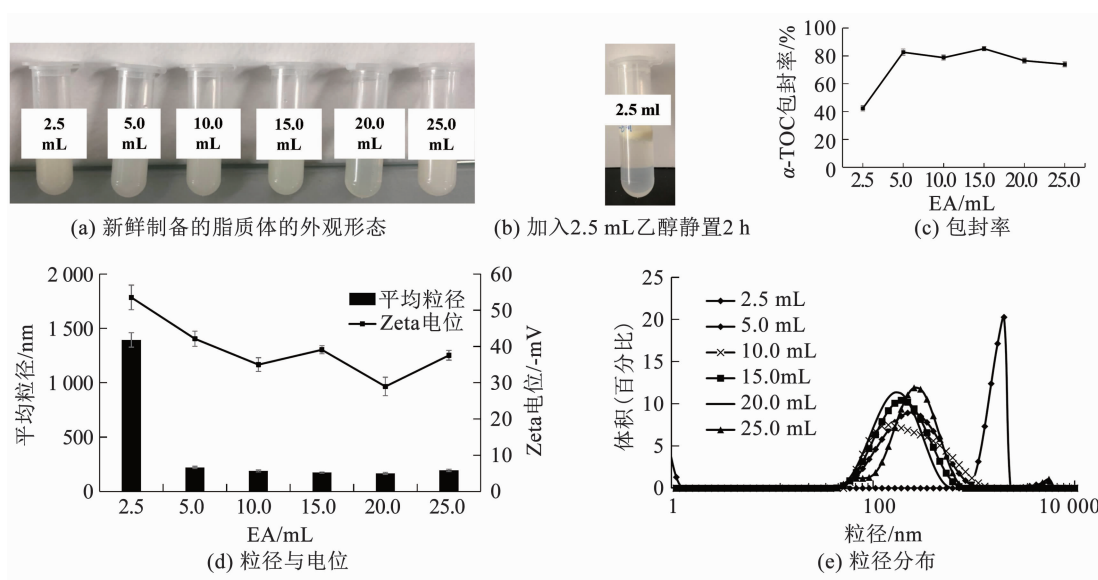 2.5
mL
5.0
mL
10.0
mL
15.0
mL
20.0
mL
25.0
mL
(a) 新鲜制备的脂质体的外观形态
2.5 ml
(b) 加入2.5 mL乙醇静置2 h
α-TOC包封率/%
100
80
60
40
20
0
2.5 5.0 10.0 15.0 20.0 25.0
EA/mL
(c) 包封率
平均粒径/nm
2 000
1 500
1 000
500
0
平均粒径
Zeta电位
60
50
40
30
20
10
0
Zeta电位/-mV
2.5 5.0 10.0 15.0 20.0 25.0
EA/mL
(d) 粒径与电位
体积(百分比)
25
20
15
10
5
0
2.5 mL
5.0 mL
10.0 mL
15.0mL
20.0 mL
25.0 mL
1 100 10 000
粒径/nm
(e) 粒径分布